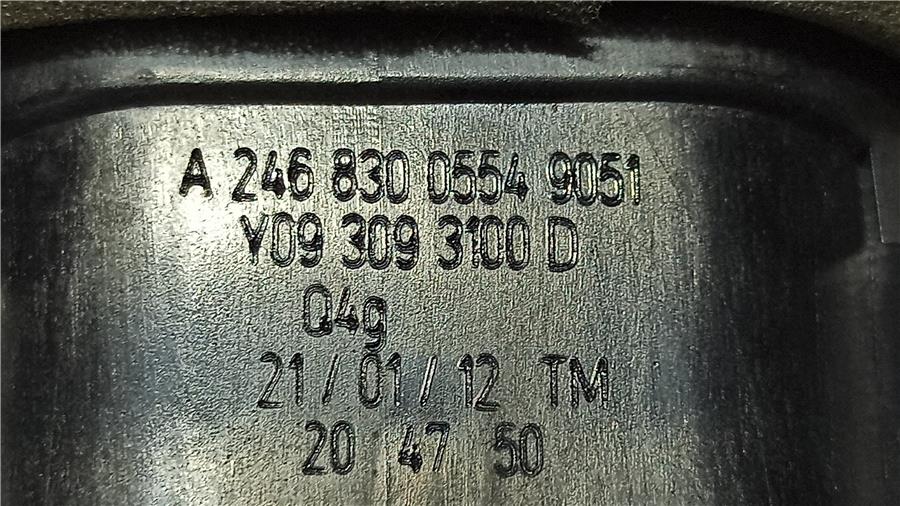 A 246 830 0554 9051
Y09 309 3100 D
Q4g
21 / 01 / 12 TM
20 47 50